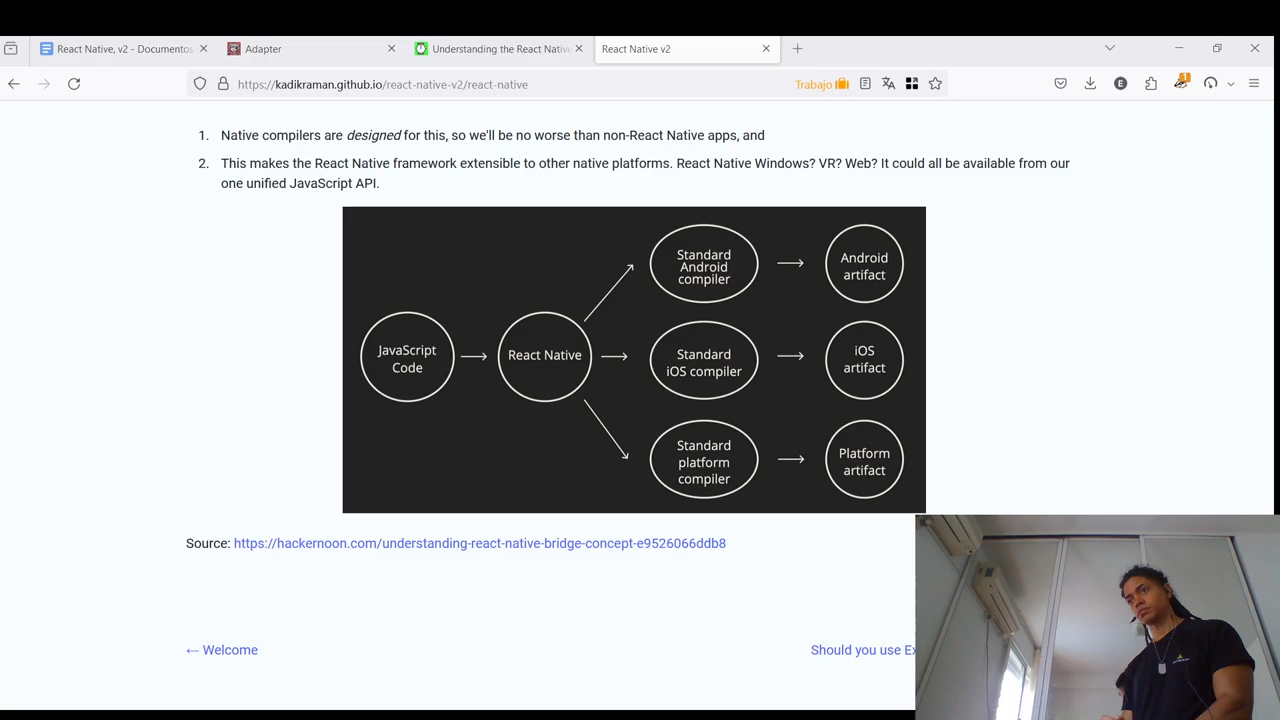 React Native, v2 - Documentos
Adapter
Understanding the React Native
React Native v2
https://kadikraman.github.io/react-native-v2/react-native
Trabajo
E
1
1. Native compilers are designed for this, so we'll be no worse than non-React Native apps, and
2. This makes the React Native framework extensible to other native platforms. React Native Windows? VR? Web? It could all be available from our
one unified JavaScript API.
JavaScript
Code
React Native
Standard
Android
compiler
Android
artifact
Standard
iOS compiler
iOS
artifact
Standard
platform
compiler
Platform
artifact
Source: https://hackernoon.com/understanding-react-native-bridge-concept-e9526066ddb8
← Welcome
Should you use Ex